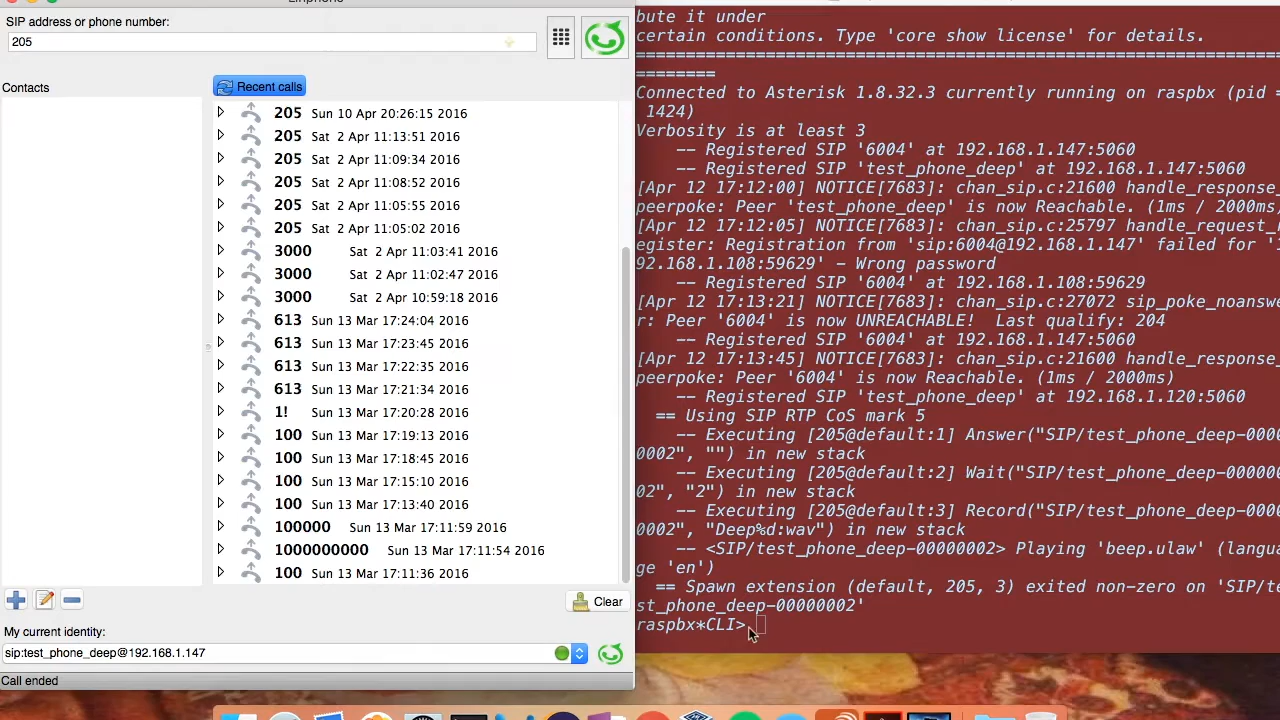 SIP address or phone number:
205
Contacts
Recent calls
205 Sun 10 Apr 20:26:15 2016
205 Sat 2 Apr 11:13:51 2016
205 Sat 2 Apr 11:09:34 2016
205 Sat 2 Apr 11:08:52 2016
205 Sat 2 Apr 11:05:55 2016
205 Sat 2 Apr 11:05:02 2016
3000 Sat 2 Apr 11:03:41 2016
3000 Sat 2 Apr 11:02:47 2016
3000 Sat 2 Apr 10:59:18 2016
613 Sun 13 Mar 17:24:04 2016
613 Sun 13 Mar 17:23:45 2016
613 Sun 13 Mar 17:22:35 2016
613 Sun 13 Mar 17:21:34 2016
1! Sun 13 Mar 17:20:28 2016
100 Sun 13 Mar 17:19:13 2016
100 Sun 13 Mar 17:18:45 2016
100 Sun 13 Mar 17:15:10 2016
100 Sun 13 Mar 17:13:40 2016
100000 Sun 13 Mar 17:11:59 2016
1000000000 Sun 13 Mar 17:11:54 2016
100 Sun 13 Mar 17:11:36 2016
Clear
My current identity:
sip:test_phone_deep@192.168.1.147
Call ended
bute it under
certain conditions. Type 'core show license' for details.
========
Connected to Asterisk 1.8.32.3 currently running on raspbx (pid =
1424)
Verbosity is at least 3
-- Registered SIP '6004' at 192.168.1.147:5060
-- Registered SIP 'test_phone_deep' at 192.168.1.147:5060
[Apr 12 17:12:00] NOTICE[7683]: chan_sip.c:21600 handle_response_
peerpoke: Peer 'test_phone_deep' is now Reachable. (1ms / 2000ms)
[Apr 12 17:12:05] NOTICE[7683]: chan_sip.c:25797 handle_request_r
egister: Registration from 'sip:6004@192.168.1.147' failed for '1
92.168.1.108:59629' - Wrong password
-- Registered SIP '6004' at 192.168.1.108:59629
[Apr 12 17:13:21] NOTICE[7683]: chan_sip.c:27072 sip_poke_noanswe
r: Peer '6004' is now UNREACHABLE! Last qualify: 204
-- Registered SIP '6004' at 192.168.1.147:5060
[Apr 12 17:13:45] NOTICE[7683]: chan_sip.c:21600 handle_response_
peerpoke: Peer '6004' is now Reachable. (1ms / 2000ms)
-- Registered SIP 'test_phone_deep' at 192.168.1.120:5060
== Using SIP RTP CoS mark 5
-- Executing [205@default:1] Answer("SIP/test_phone_deep-0000
0002", "") in new stack
-- Executing [205@default:2] Wait("SIP/test_phone_deep-000000
02", "2") in new stack
-- Executing [205@default:3] Record("SIP/test_phone_deep-0000
0002", "Deep%d:wav") in new stack
-- <SIP/test_phone_deep-00000002> Playing 'beep.ulaw' (langua
ge 'en')
== Spawn extension (default, 205, 3) exited non-zero on 'SIP/te
st_phone_deep-00000002'
raspbx*CLI>